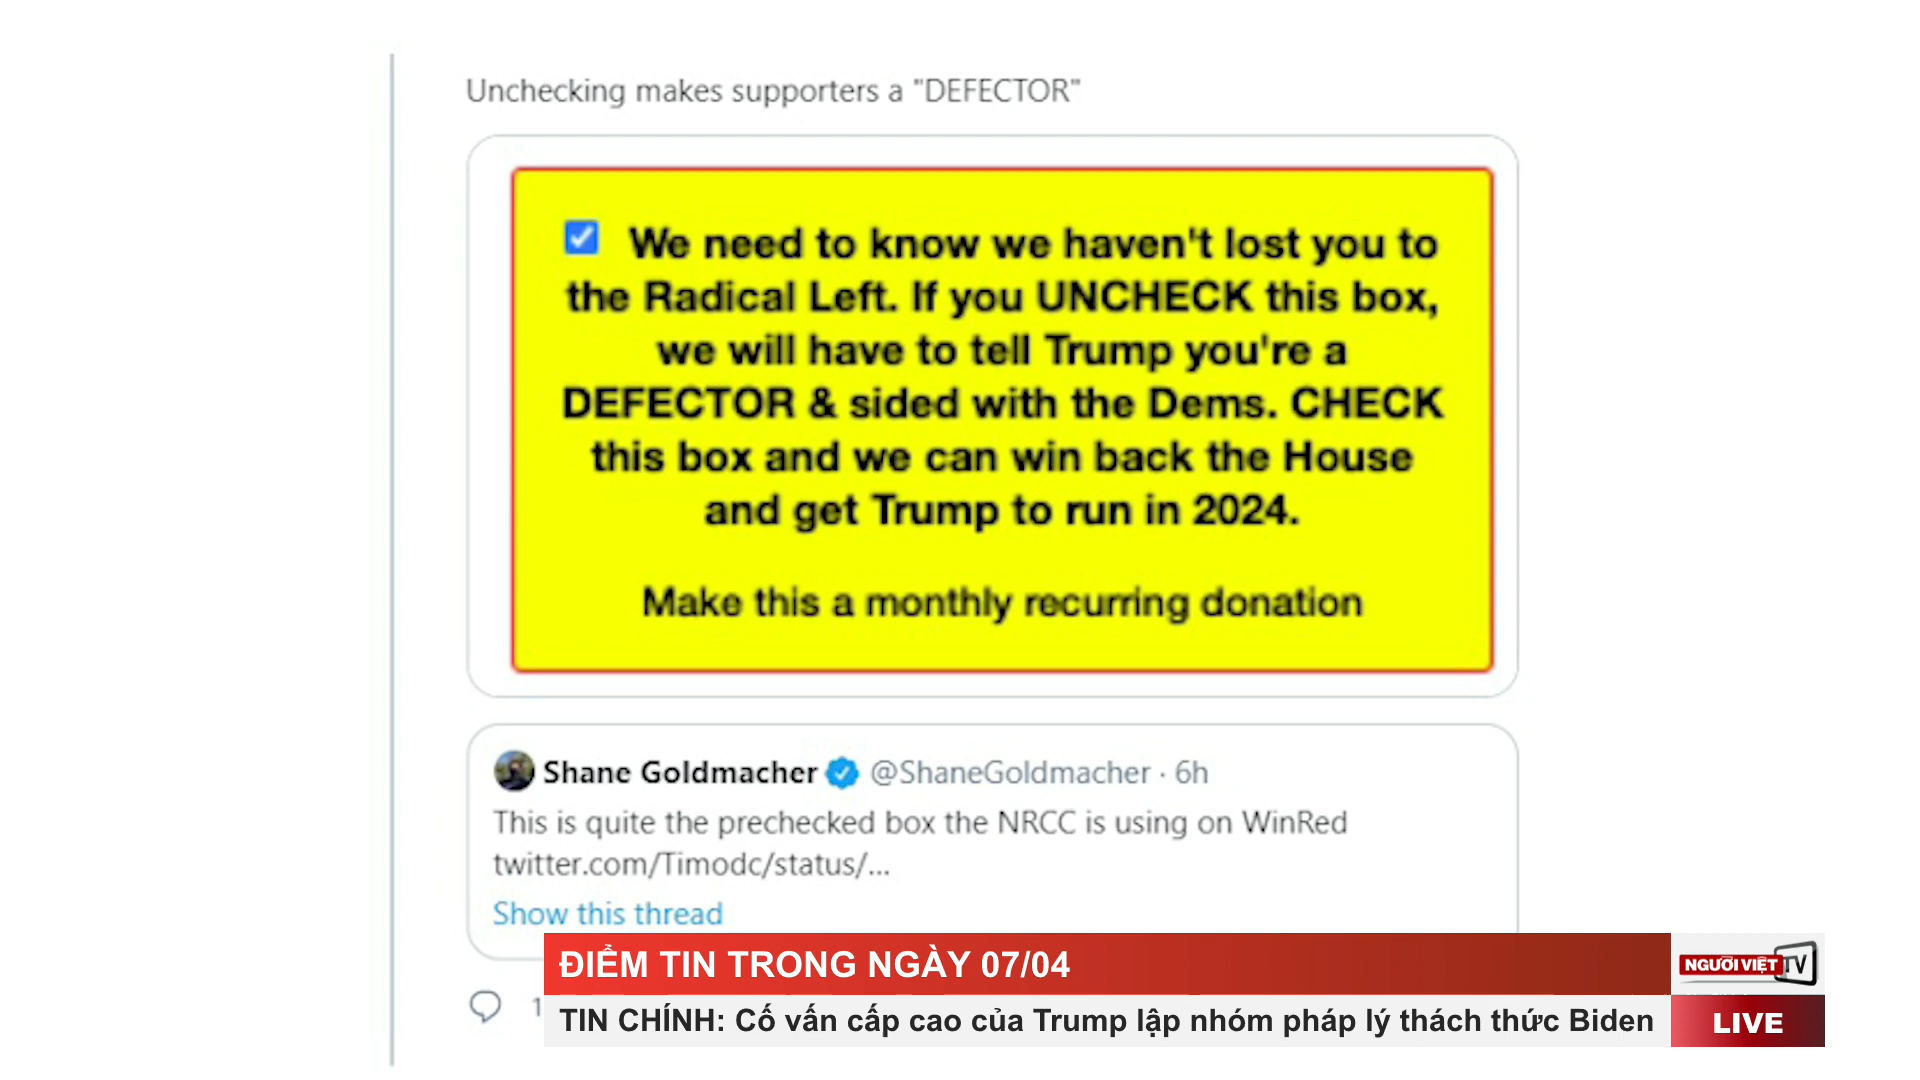 Unchecking makes supporters a "DEFECTOR"
We need to know we haven't lost you to
the Radical Left. If you UNCHECK this box,
we will have to tell Trump you're a
DEFECTOR & sided with the Dems. CHECK
this box and we can win back the House
and get Trump to run in 2024.
Make this a monthly recurring donation
Shane Goldmacher @ShaneGoldmacher · 6h
This is quite the prechecked box the NRCC is using on WinRed
twitter.com/Timodc/status/...
Show this thread
ĐIỂM TIN TRONG NGÀY 07/04
NGƯỜI VIỆT TV
TIN CHÍNH: Cố vấn cấp cao của Trump lập nhóm pháp lý thách thức Biden
LIVE